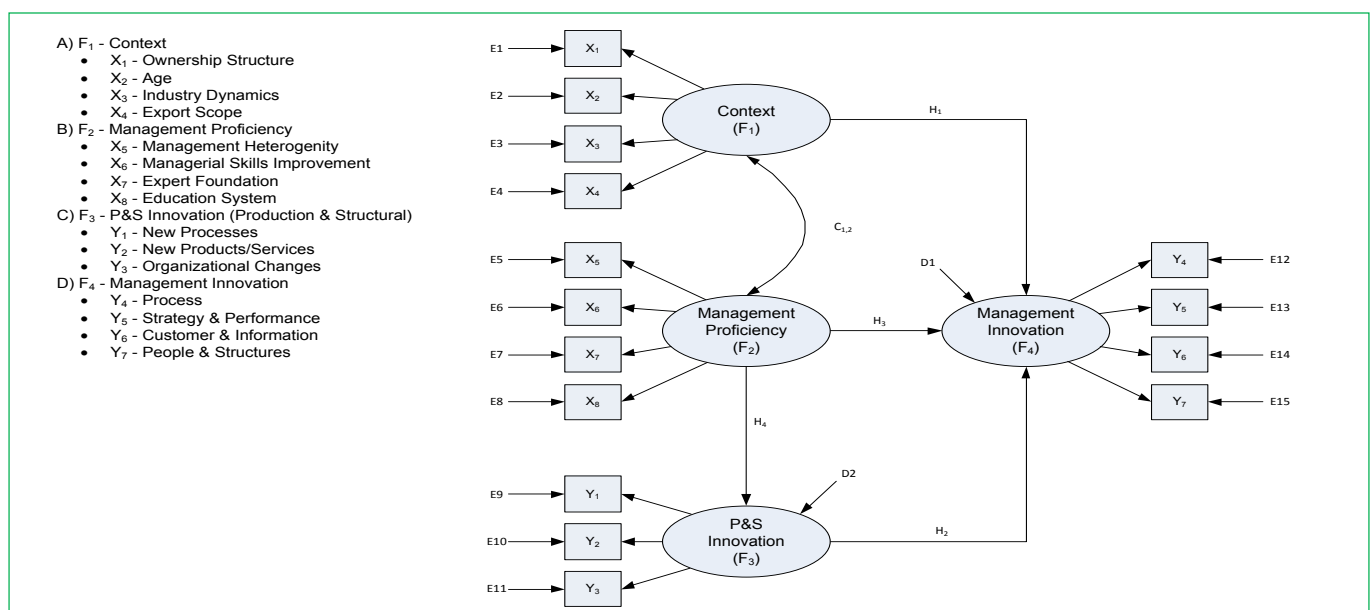 A) F₁ - Context
• X₁ - Ownership Structure
• X₂ - Age
• X₃ - Industry Dynamics
• X₄ - Export Scope
B) F₂ - Management Proficiency
• X₅ - Management Heterogenity
• X₆ - Managerial Skills Improvement
• X₇ - Expert Foundation
• X₈ - Education System
C) F₃ - P&S Innovation (Production & Structural)
• Y₁ - New Processes
• Y₂ - New Products/Services
• Y₃ - Organizational Changes
D) F₄ - Management Innovation
• Y₄ - Process
• Y₅ - Strategy & Performance
• Y₆ - Customer & Information
• Y₇ - People & Structures
E1
X₁
E2
X₂
E3
X₃
E4
X₄
Context
(F₁)
H₁
C₁,₂
E5
X₅
E6
X₆
E7
X₇
E8
X₈
Management
Proficiency
(F₂)
H₃
H₄
D1
Management
Innovation
(F₄)
Y₄
E12
Y₅
E13
Y₆
E14
Y₇
E15
E9
Y₁
E10
Y₂
E11
Y₃
D2
P&S
Innovation
(F₃)
H₂